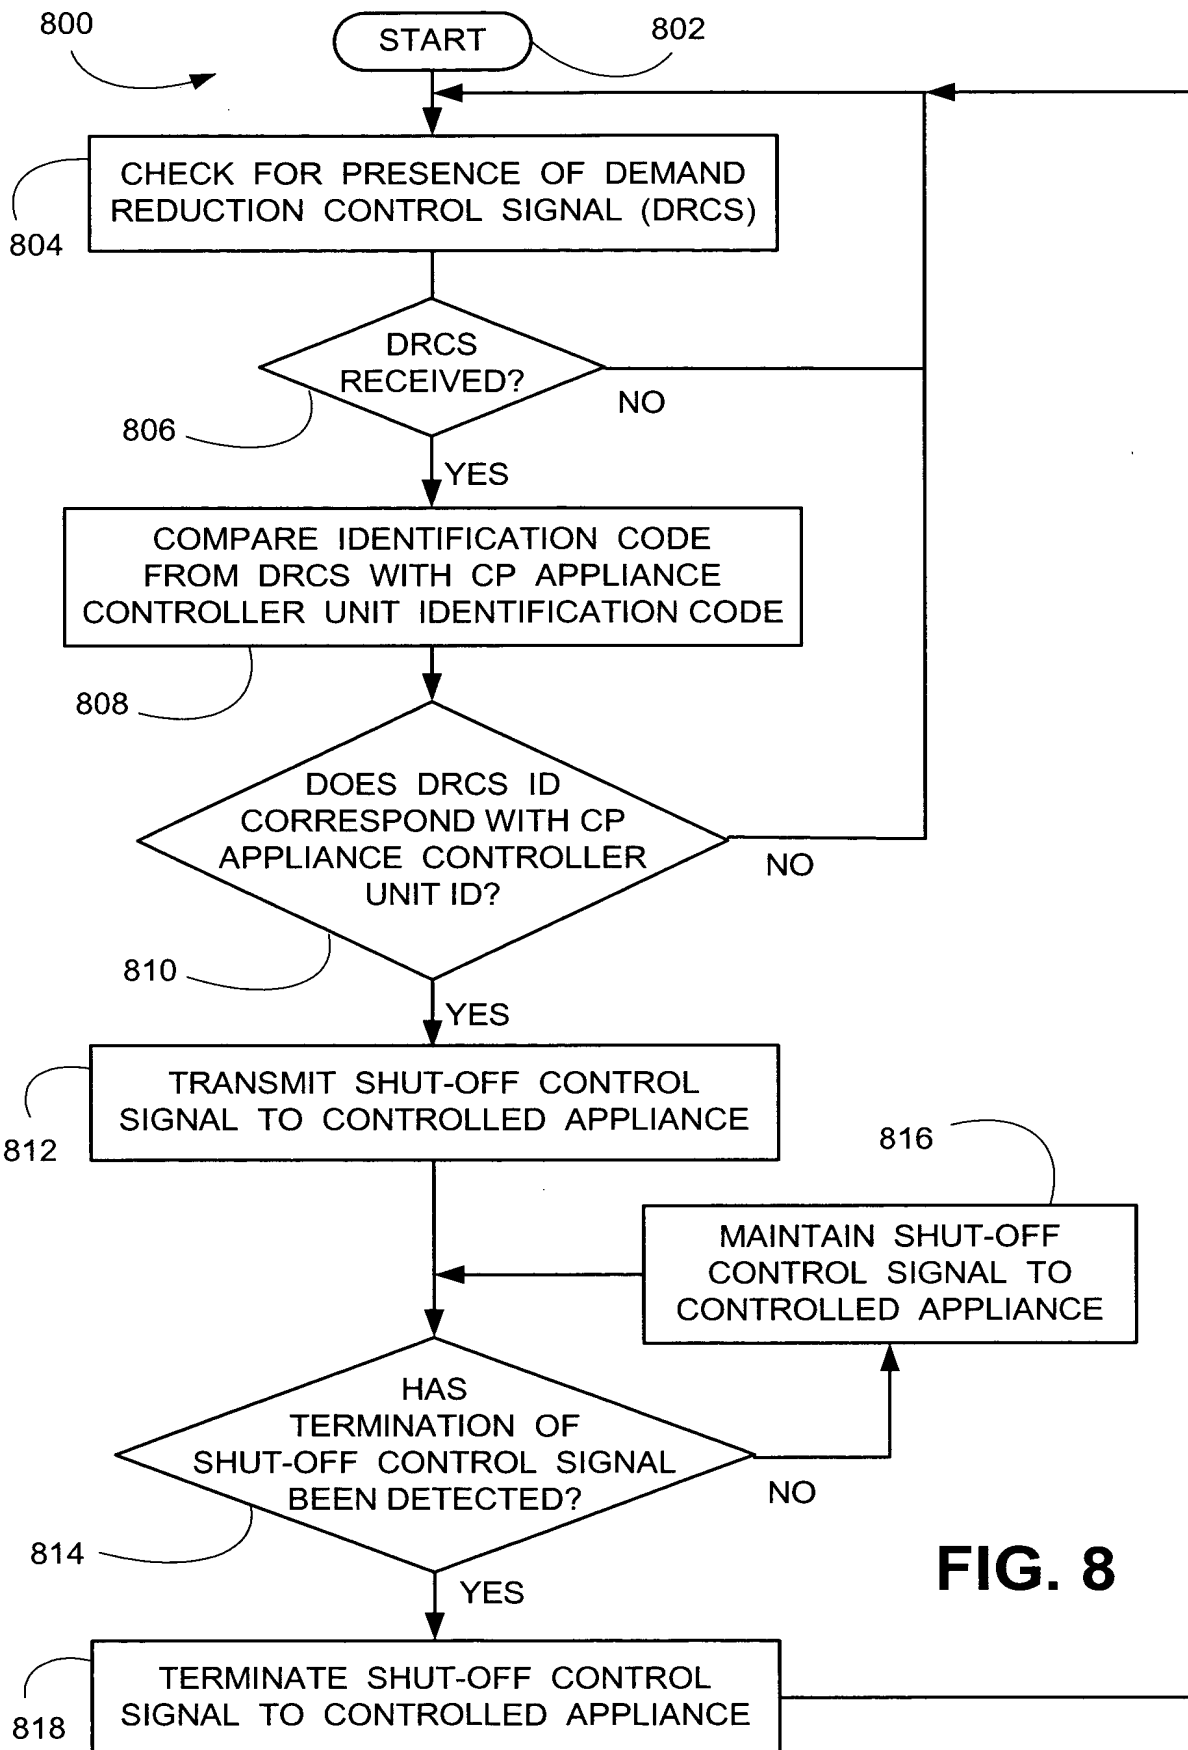 800
START
802
CHECK FOR PRESENCE OF DEMAND
REDUCTION CONTROL SIGNAL (DRCS)
804
DRCS
RECEIVED?
NO
806
YES
COMPARE IDENTIFICATION CODE
FROM DRCS WITH CP APPLIANCE
CONTROLLER UNIT IDENTIFICATION CODE
808
DOES DRCS ID
CORRESPOND WITH CP
APPLIANCE CONTROLLER
UNIT ID?
NO
810
YES
TRANSMIT SHUT-OFF CONTROL
SIGNAL TO CONTROLLED APPLIANCE
812
816
MAINTAIN SHUT-OFF
CONTROL SIGNAL TO
CONTROLLED APPLIANCE
HAS
TERMINATION OF
SHUT-OFF CONTROL SIGNAL
BEEN DETECTED?
NO
814
YES
FIG. 8
TERMINATE SHUT-OFF CONTROL
SIGNAL TO CONTROLLED APPLIANCE
818